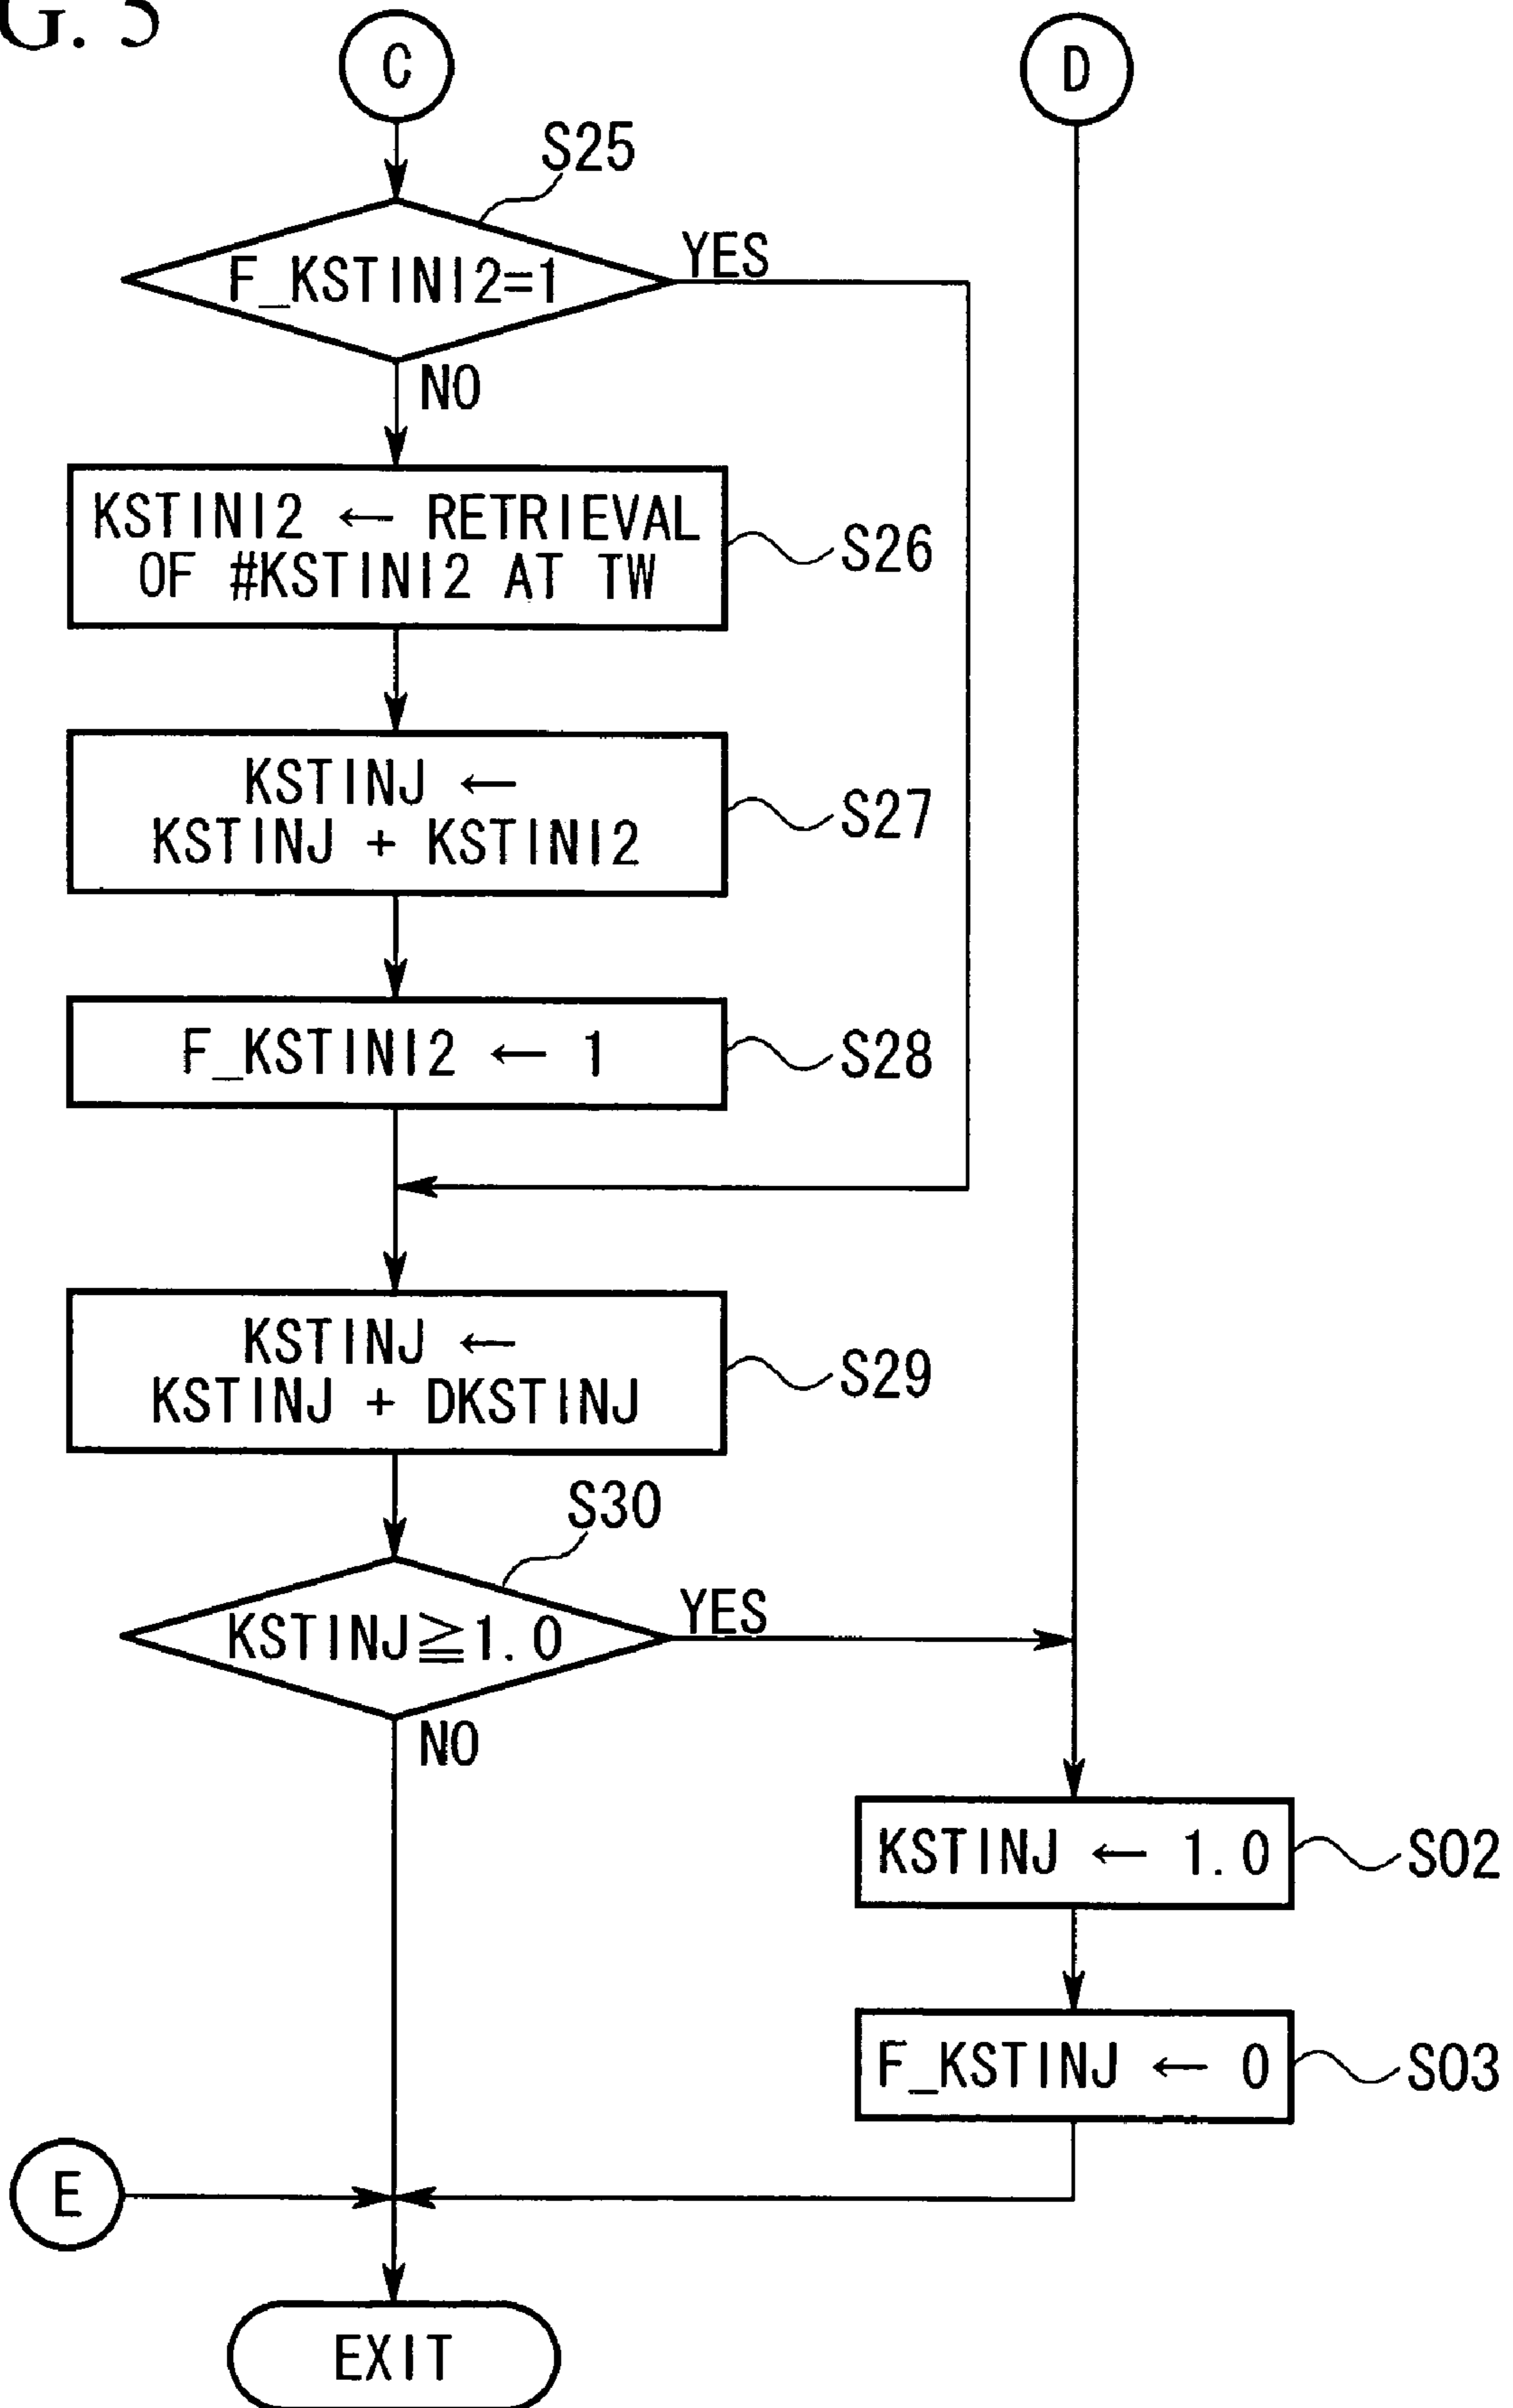 G. 5
C
D
S25
F_KSTINI2=1
YES
NO
KSTINI2 ← RETRIEVAL
OF #KSTINI2 AT TW
S26
KSTINJ ←
KSTINJ + KSTINI2
S27
F_KSTINI2 ← 1
S28
KSTINJ ←
KSTINJ + DKSTINJ
S29
S30
KSTINJ≧1.0
YES
NO
KSTINJ ← 1.0
S02
F_KSTINJ ← 0
S03
E
EXIT